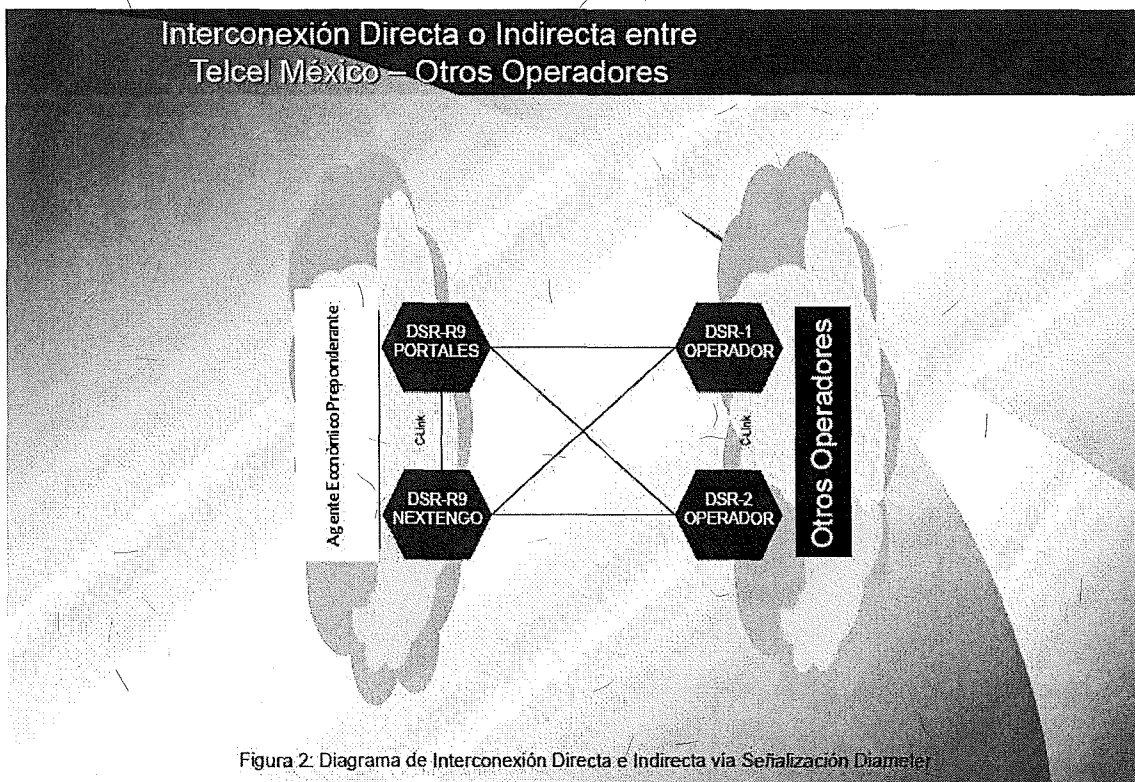 Interconexión Directa o Indirecta entre
Telcel México – Otros Operadores
Agente Económico Preponderante
DSR-R9
PORTALES
C-Link
DSR-R9
NEXTENGO
DSR-1
OPERADOR
C-Link
DSR-2
OPERADOR
Otros Operadores
Figura 2: Diagrama de Interconexión Directa e Indirecta vía Señalización Diameter